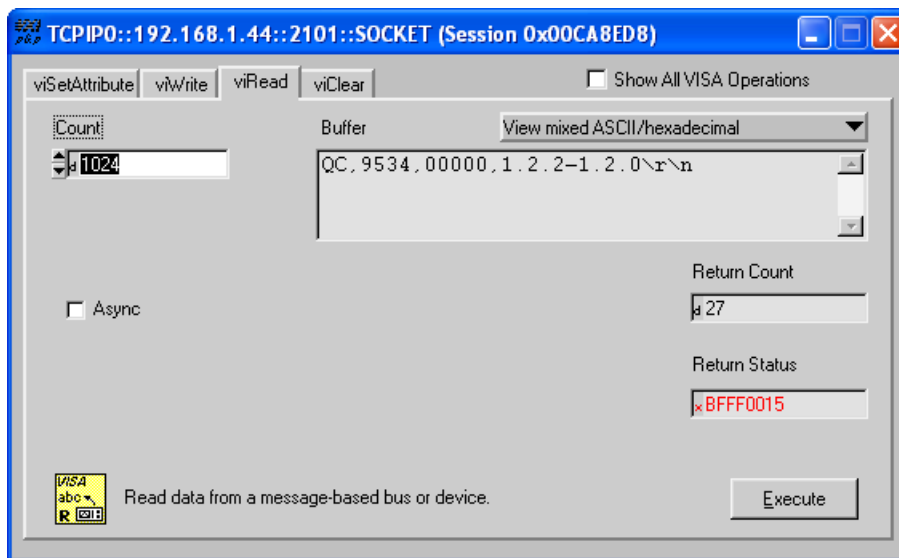 TCPIP0::192.168.1.44::2101::SOCKET (Session 0x00CA8ED8)
viSetAttribute viWrite viRead viClear Show All VISA Operations
Count Buffer View mixed ASCII/hexadecimal
d 1024
QC,9534,00000,1.2.2-1.2.0\r\n
Return Count
Async
d 27
Return Status
x BFFF0015
VISA
abc
R
Read data from a message-based bus or device.
Execute